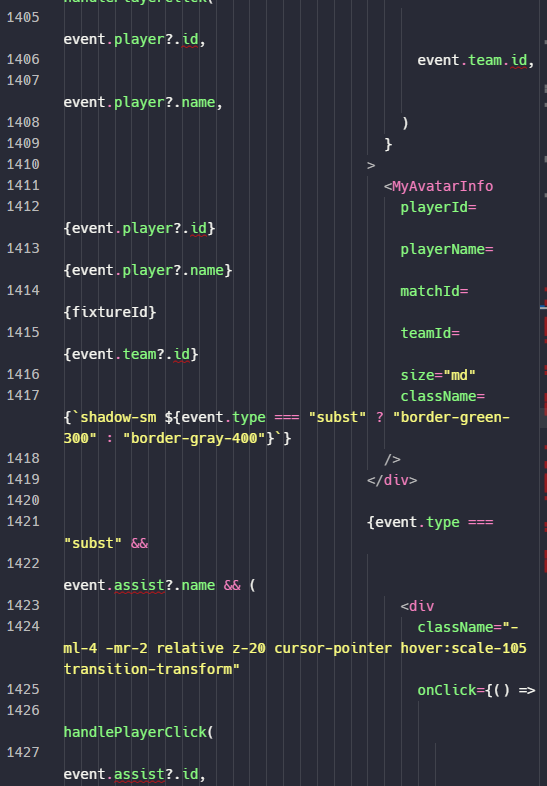 handlePlayerClick(
1405
event.player?.id,
1406 event.team.id,
1407
event.player?.name,
1408 )
1409 }
1410 >
1411 <MyAvatarInfo
1412 playerId=
{event.player?.id}
1413 playerName=
{event.player?.name}
1414 matchId=
{fixtureId}
1415 teamId=
{event.team?.id}
1416 size="md"
1417 className=
{`shadow-sm ${event.type === "subst" ? "border-green-
300" : "border-gray-400"}`}
1418 />
1419 </div>
1420
1421 {event.type ===
"subst" &&
1422
event.assist?.name && (
1423 <div
1424 className="-
ml-4 -mr-2 relative z-20 cursor-pointer hover:scale-105
transition-transform"
1425 onClick={() =>
1426
handlePlayerClick(
1427
event.assist?.id,